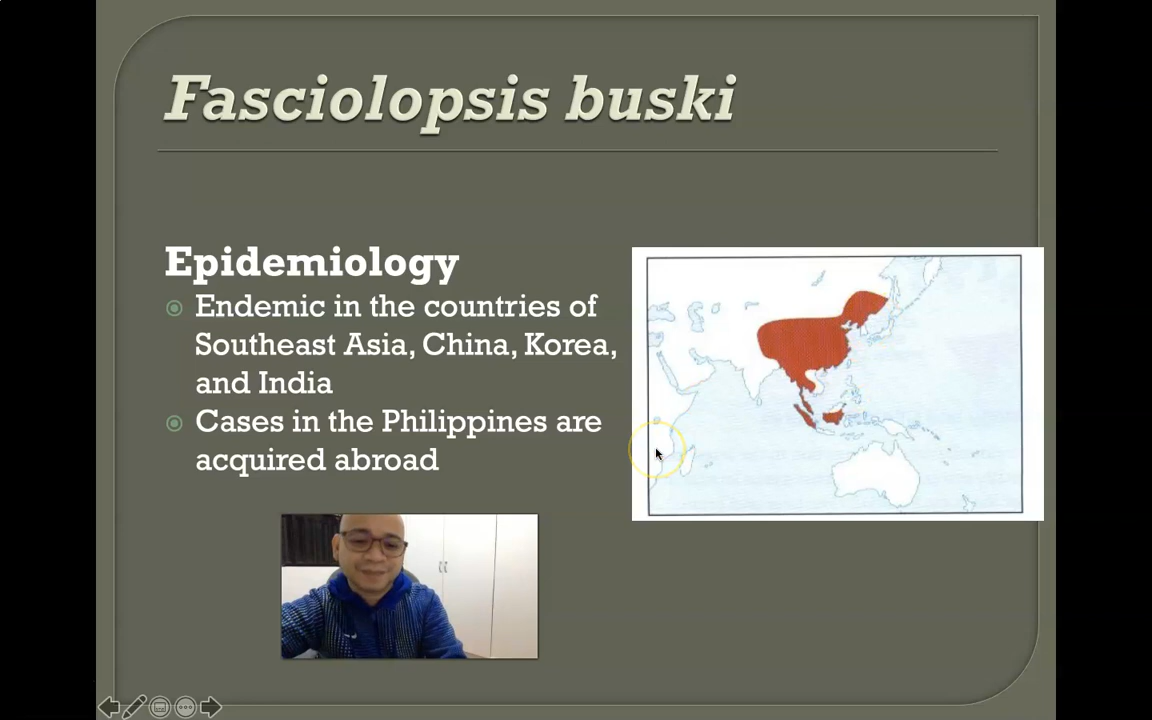 Fasciolopsis buski
Epidemiology
Endemic in the countries of
Southeast Asia, China, Korea,
and India
Cases in the Philippines are
acquired abroad